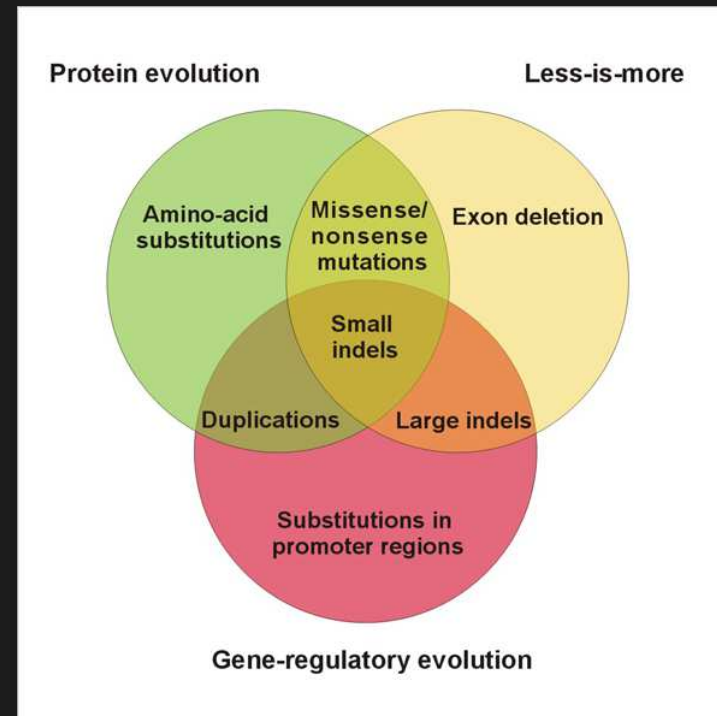 Protein evolution
Less-is-more
Amino-acid
substitutions
Missense/
nonsense
mutations
Exon deletion
Small
indels
Duplications
Large indels
Substitutions in
promoter regions
Gene-regulatory evolution